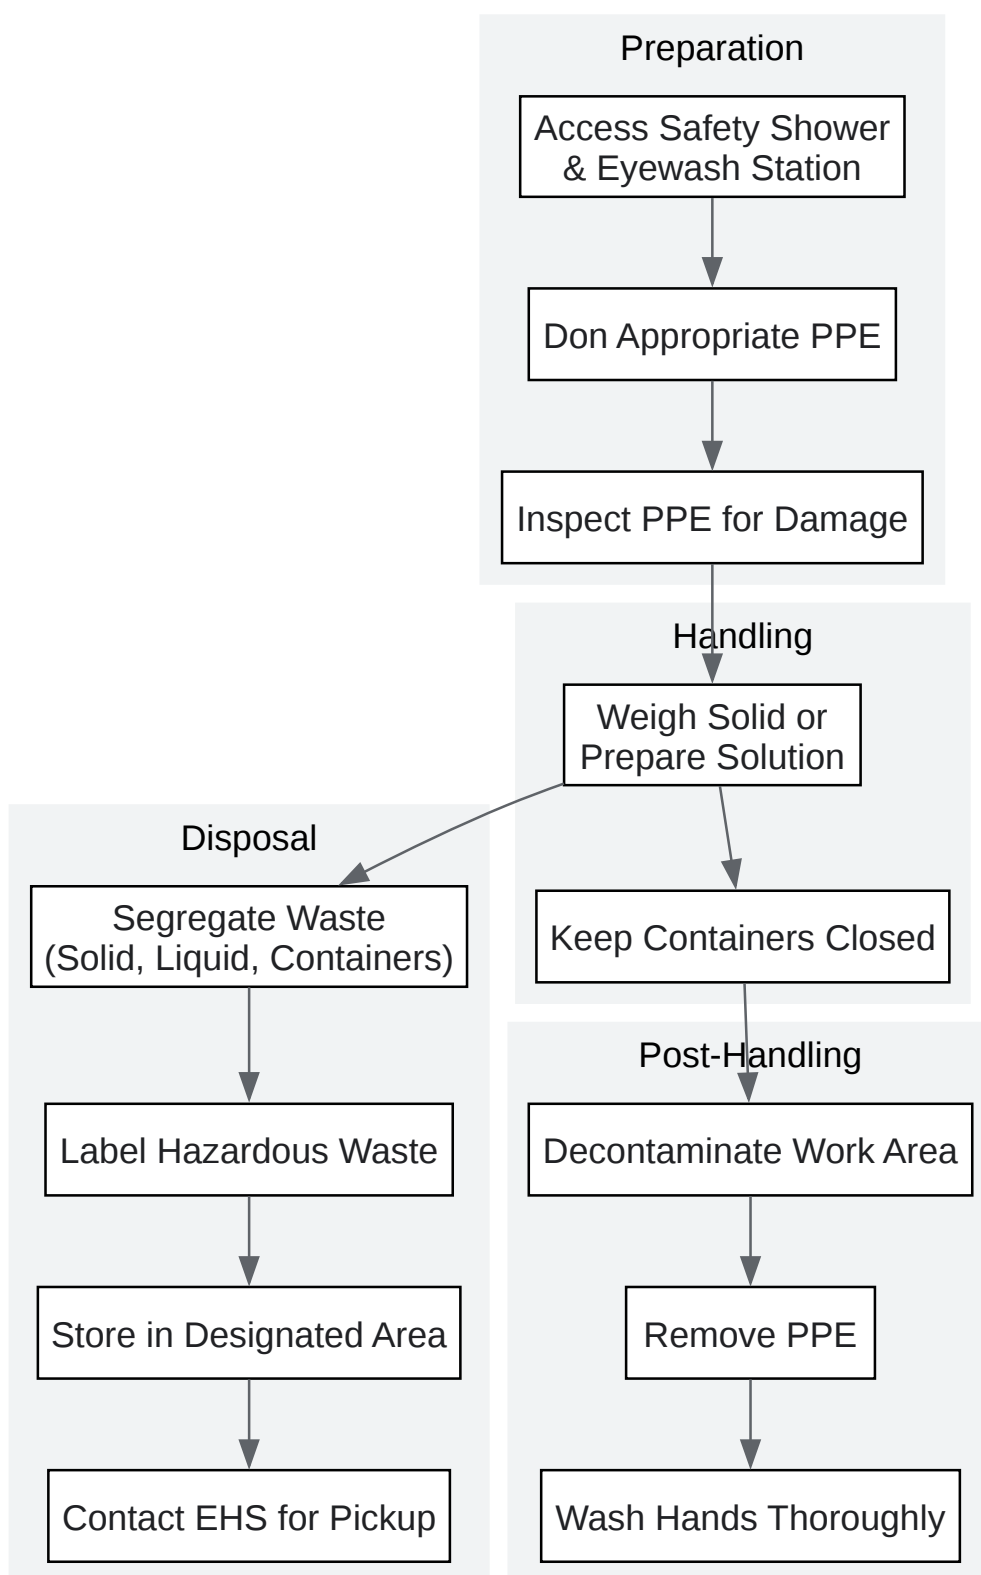 Preparation
Access Safety Shower
& Eyewash Station
Don Appropriate PPE
Inspect PPE for Damage
Handling
Weigh Solid or
Prepare Solution
Keep Containers Closed
Disposal
Segregate Waste
(Solid, Liquid, Containers)
Label Hazardous Waste
Store in Designated Area
Contact EHS for Pickup
Post-Handling
Decontaminate Work Area
Remove PPE
Wash Hands Thoroughly